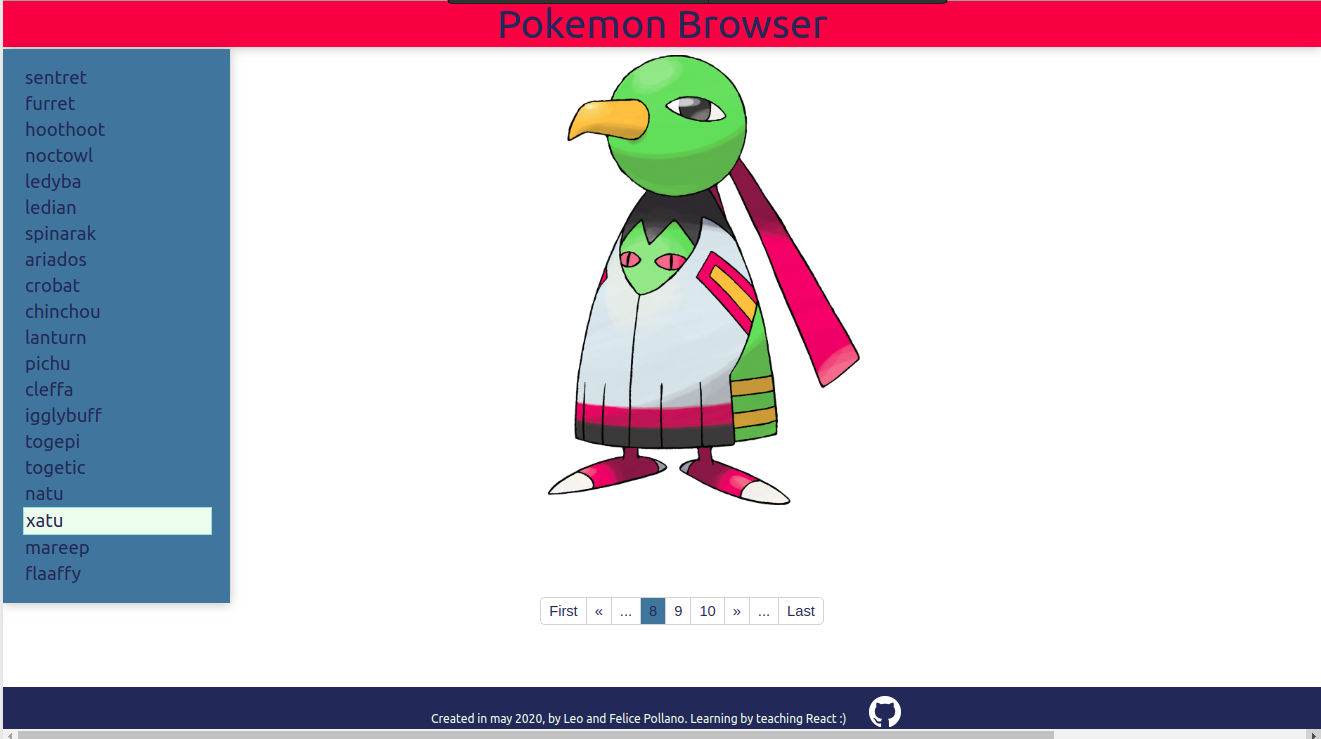 Pokemon Browser
sentret
furret
hoothoot
noctowl
ledyba
ledian
spinarak
ariados
crobat
chinchou
lanturn
pichu
cleffa
igglybuff
togepi
togetic
natu
xatu
mareep
flaaffy
First « ... 8 9 10 » ... Last
Created in may 2020, by Leo and Felice Pollano. Learning by teaching React :)